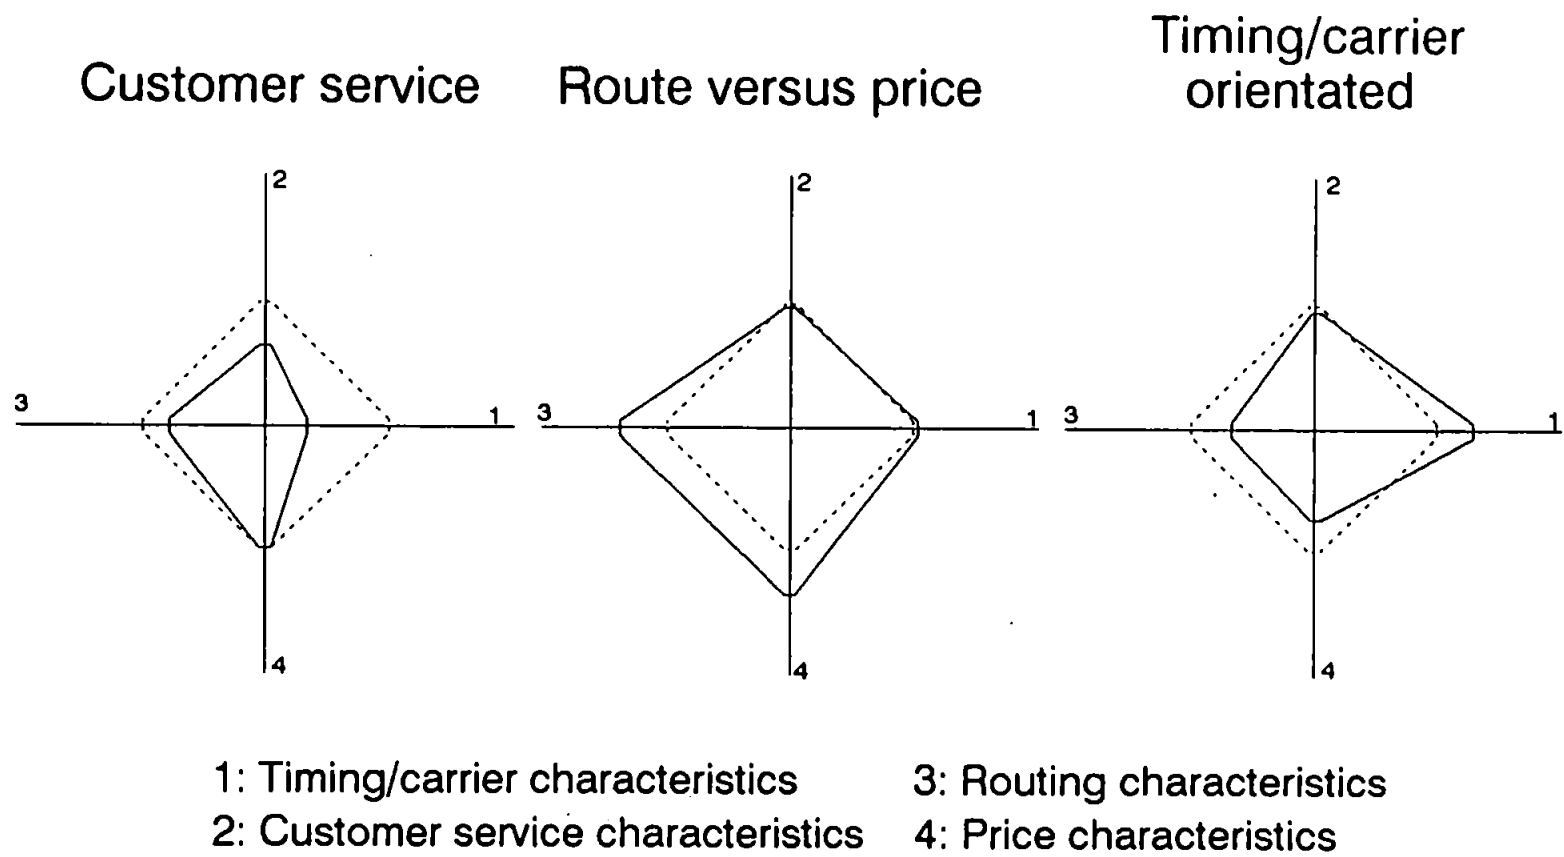 Customer service
Route versus price
Timing/carrier
orientated
2
3
1
4
2
3
1
4
2
3
1
4
1: Timing/carrier characteristics
2: Customer service characteristics
3: Routing characteristics
4: Price characteristics